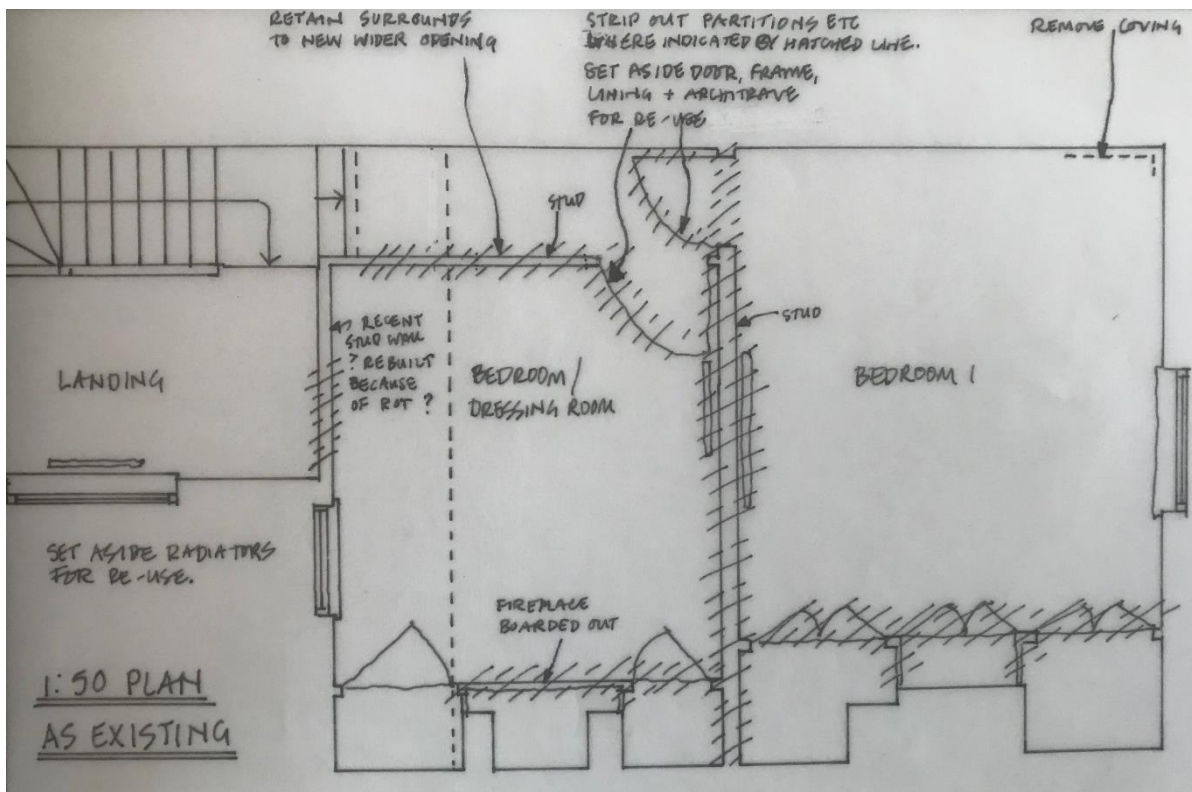 RETAIN SURROUNDS
TO NEW WIDER OPENING
STRIP OUT PARTITIONS ETC
WHERE INDICATED BY HATCHED LINE.
SET ASIDE DOOR, FRAME,
LINING + ARCHITRAVE
FOR RE-USE
REMOVE COVING
STUD
STUD
? RECENT
STUD WALL
? REBUILT
BECAUSE
OF ROT ?
LANDING
BEDROOM /
DRESSING ROOM
BEDROOM 1
SET ASIDE RADIATORS
FOR RE-USE.
FIREPLACE
BOARDED OUT
1:50 PLAN
AS EXISTING